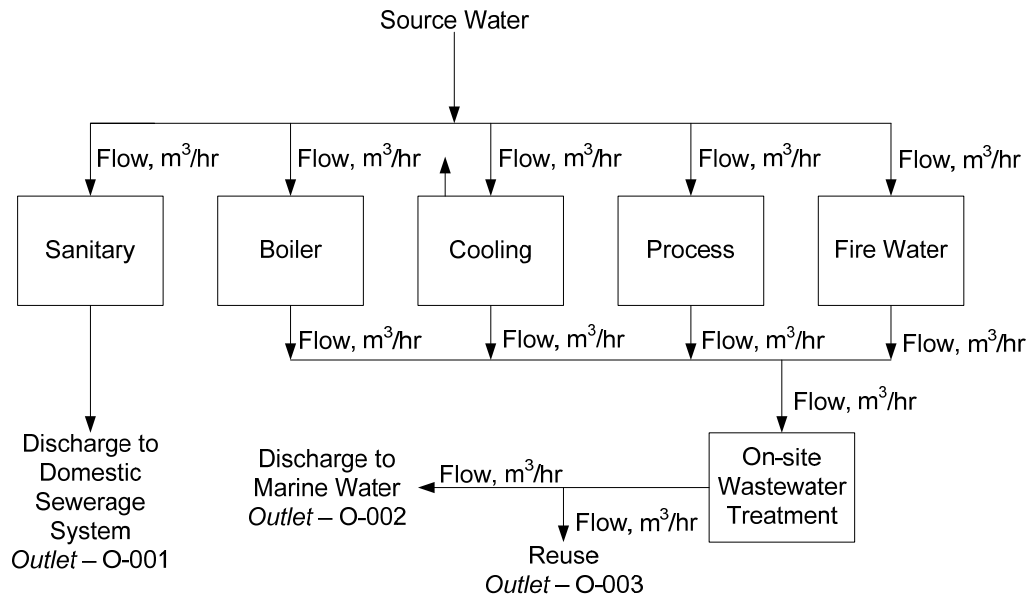 Source Water
Flow, m³/hr
Flow, m³/hr
Flow, m³/hr
Flow, m³/hr
Flow, m³/hr
Sanitary
Boiler
Cooling
Process
Fire Water
Flow, m³/hr
Flow, m³/hr
Flow, m³/hr
Flow, m³/hr
Flow, m³/hr
Discharge to
Domestic
Sewerage
System
Outlet – O-001
Discharge to
Marine Water
Outlet – O-002
Flow, m³/hr
On-site
Wastewater
Treatment
Flow, m³/hr
Reuse
Outlet – O-003